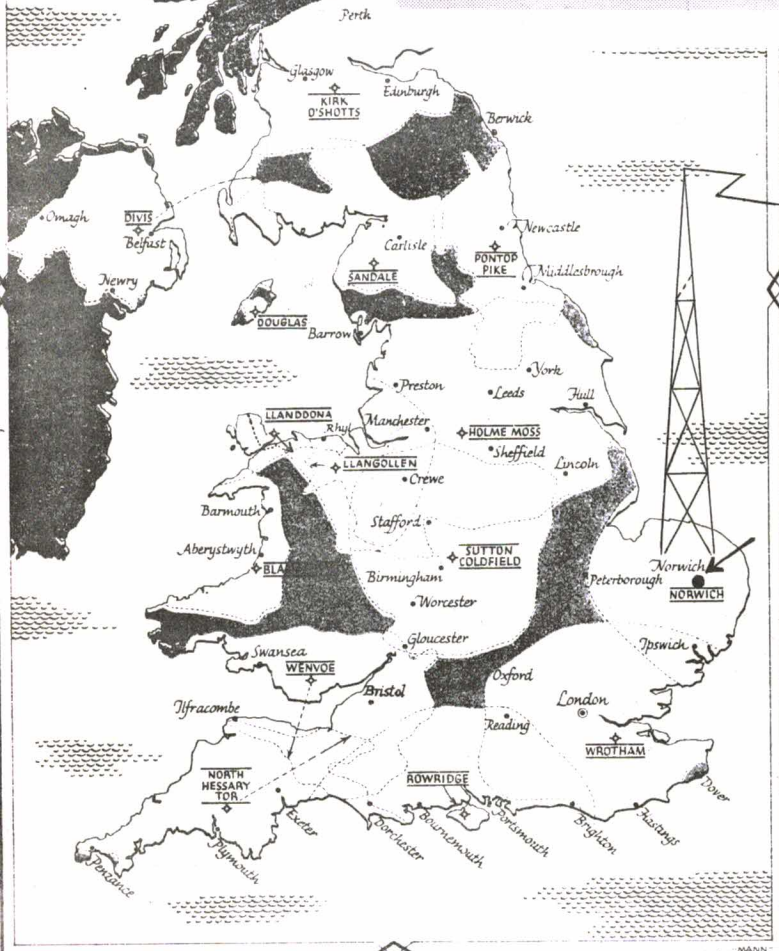 Perth
Glasgow
Edinburgh
KIRK
O'SHOTTS
Berwick
Omagh
DIVIS
Belfast
Newry
Carlisle
SANDALE
Newcastle
PONTOP
PIKE
Middlesbrough
DOUGLAS
Barrow
York
Preston
Leeds
Hull
LLANDDONA
Rhyl
Manchester
HOLME MOSS
Sheffield
LLANGOLLEN
Crewe
Lincoln
Barmouth
Stafford
Aberystwyth
SUTTON
COLDFIELD
Birmingham
Norwich
Peterborough
NORWICH
Worcester
Gloucester
Ipswich
Swansea
WENVOE
Oxford
Bristol
London
Ilfracombe
Reading
WROTHAM
NORTH
HESSARY
TOR
ROWRIDGE
Dover
Exeter
Dorchester
Bournemouth
Portsmouth
Brighton
Hastings
Plymouth
Penzance
MANN